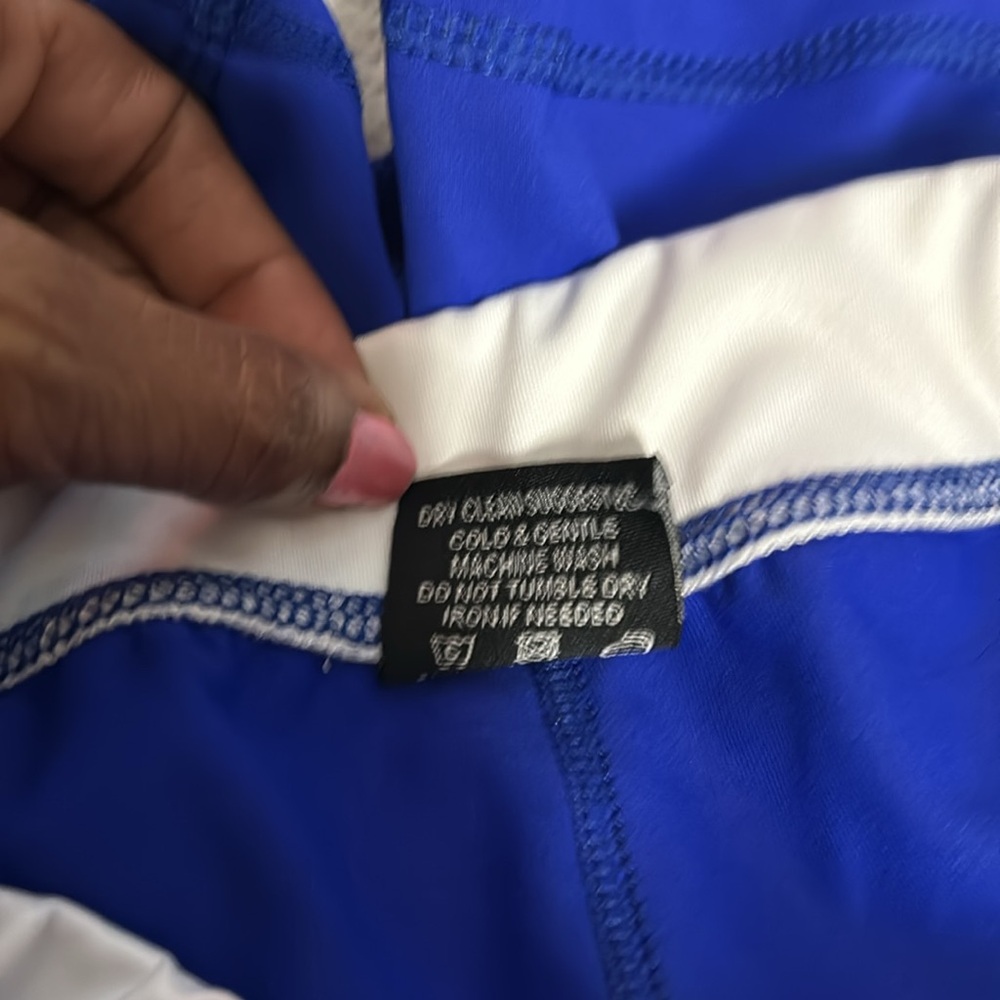 DRY CLEAN
COLD & GENTLE
MACHINE WASH
DO NOT TUMBLE DRY
IRON IF NEEDED